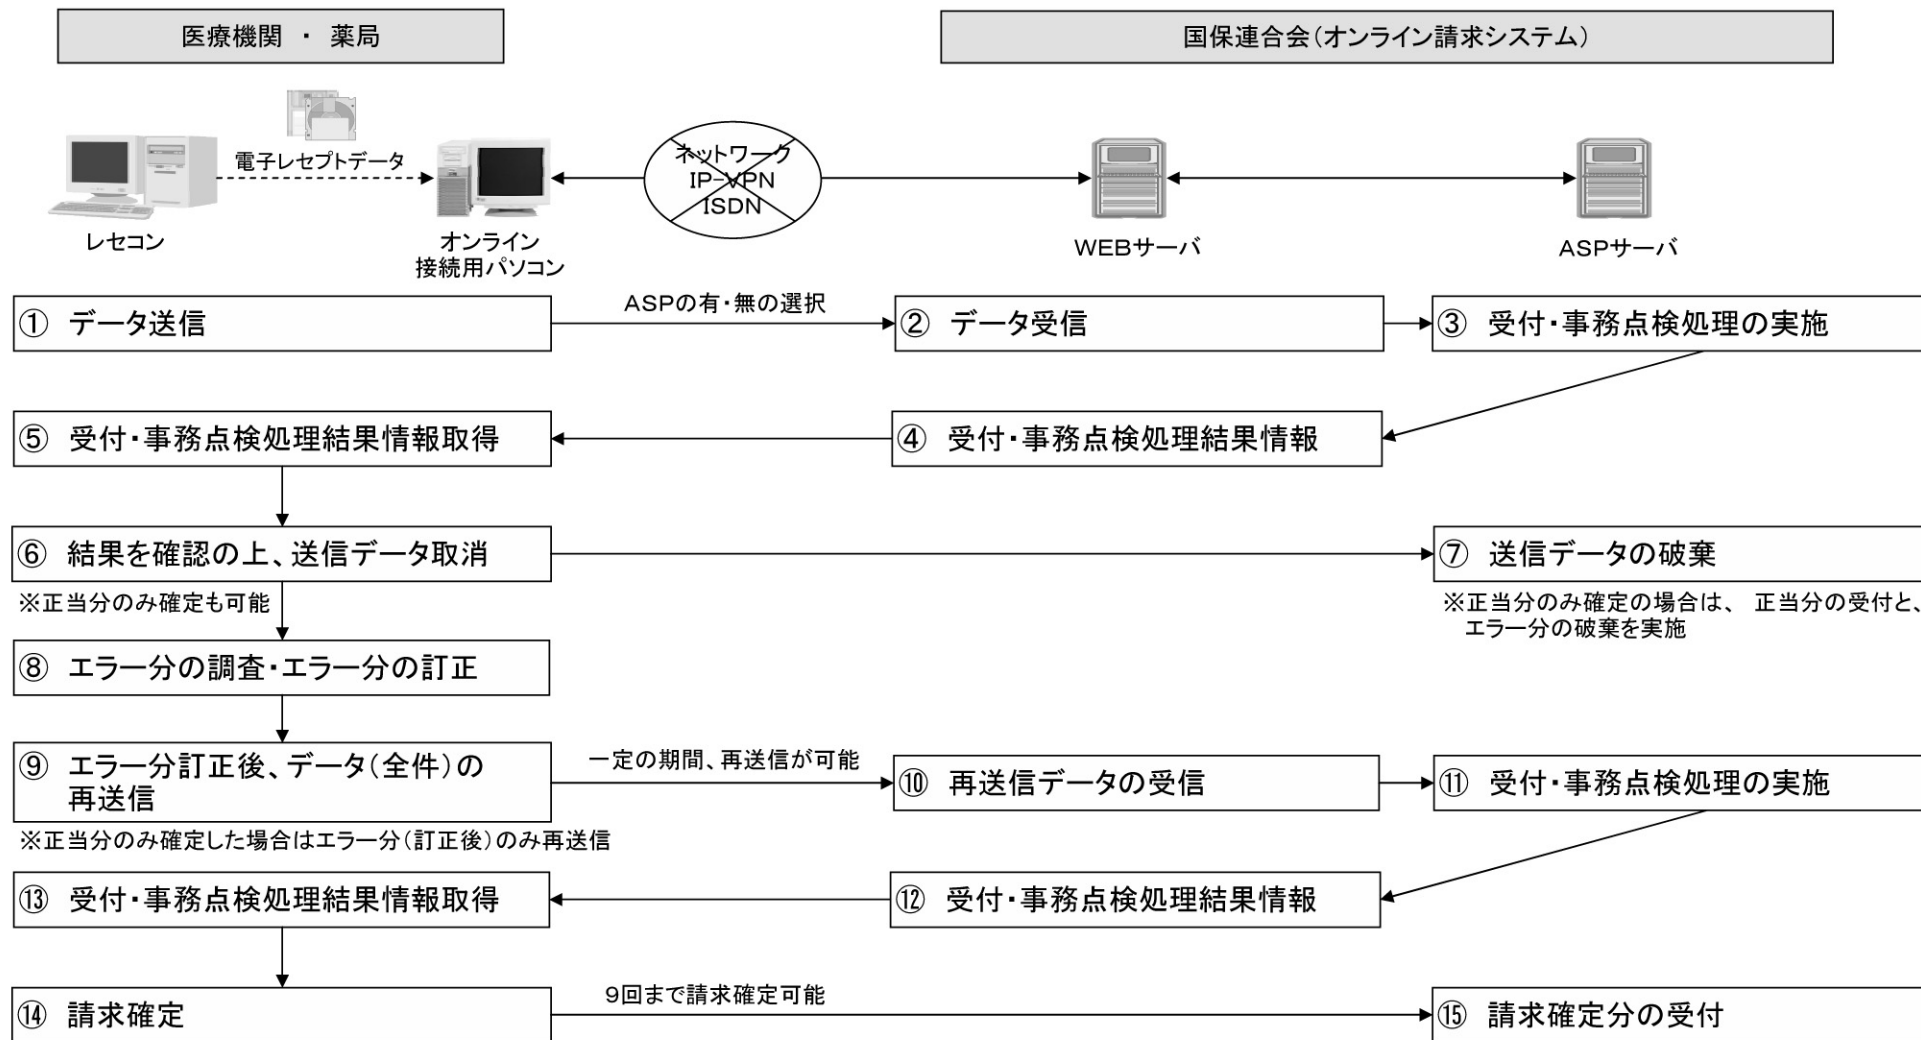 医療機関 ・ 薬局
国保連合会(オンライン請求システム)
電子レセプトデータ
ネットワーク
IP-VPN
ISDN
レセコン
オンライン
接続用パソコン
WEBサーバ
ASPサーバ
① データ送信
ASPの有・無の選択
② データ受信
③ 受付・事務点検処理の実施
⑤ 受付・事務点検処理結果情報取得
④ 受付・事務点検処理結果情報
⑥ 結果を確認の上、送信データ取消
⑦ 送信データの破棄
※正当分のみ確定も可能
※正当分のみ確定の場合は、 正当分の受付と、
エラー分の破棄を実施
⑧ エラー分の調査・エラー分の訂正
⑨ エラー分訂正後、データ(全件)の
再送信
一定の期間、再送信が可能
⑩ 再送信データの受信
⑪ 受付・事務点検処理の実施
※正当分のみ確定した場合はエラー分(訂正後)のみ再送信
⑬ 受付・事務点検処理結果情報取得
⑫ 受付・事務点検処理結果情報
⑭ 請求確定
9回まで請求確定可能
⑮ 請求確定分の受付